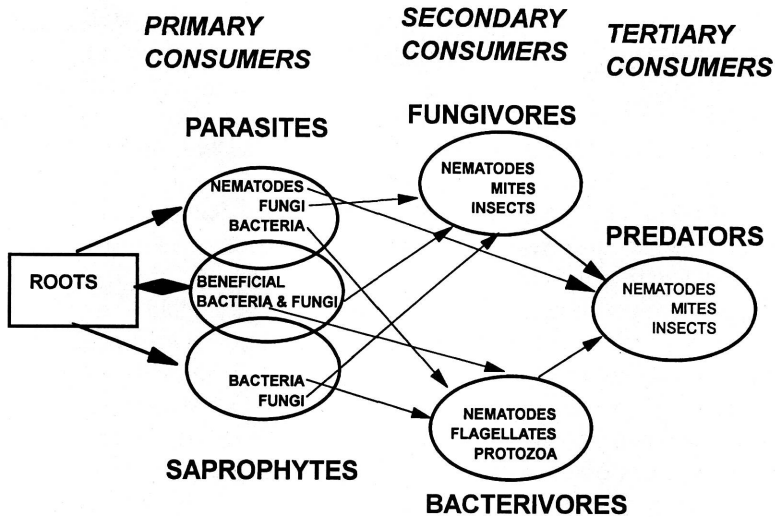 PRIMARY
CONSUMERS
SECONDARY
CONSUMERS
TERTIARY
CONSUMERS
PARASITES
NEMATODES
FUNGI
BACTERIA
ROOTS
BENEFICIAL
BACTERIA & FUNGI
BACTERIA
FUNGI
SAPROPHYTES
FUNGIVORES
NEMATODES
MITES
INSECTS
NEMATODES
FLAGELLATES
PROTOZOA
BACTERIVORES
PREDATORS
NEMATODES
MITES
INSECTS